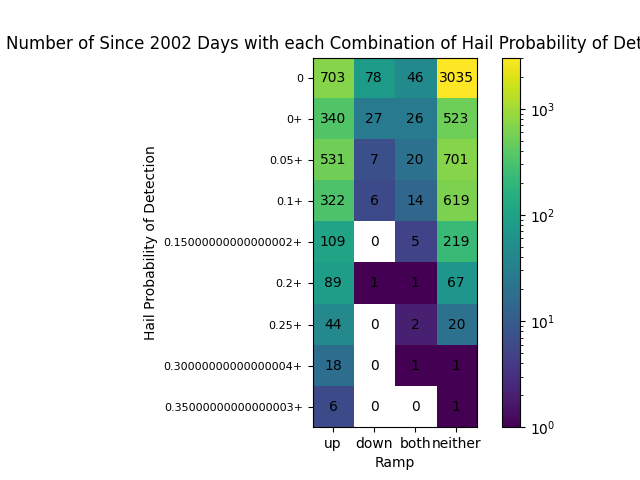 Number of Since 2002 Days with each Combination of Hail Probability of Det
0 703 78 46 3035
0+ 340 27 26 523
0.05+ 531 7 20 701
0.1+ 322 6 14 619
0.15000000000000002+ 109 0 5 219
0.2+ 89 1 1 67
0.25+ 44 0 2 20
0.30000000000000004+ 18 0 1 1
0.35000000000000003+ 6 0 0 1
up down both neither
Ramp
Hail Probability of Detection
10³
10²
10¹
10⁰